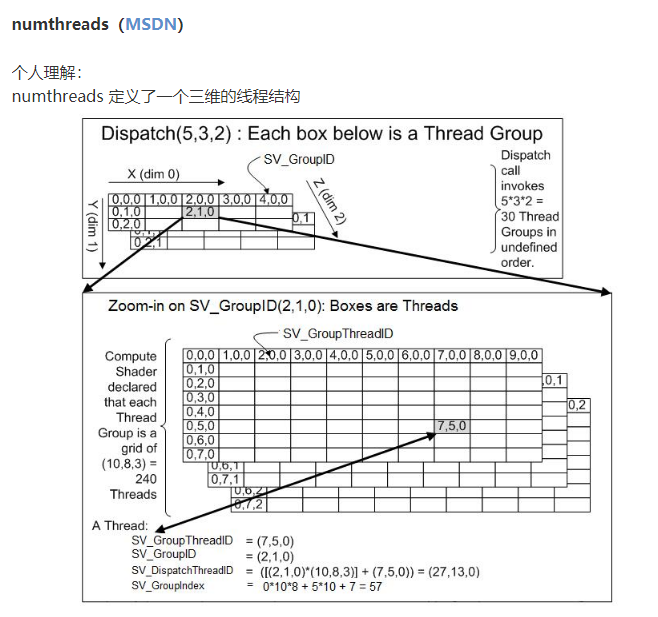 numthreads（MSDN）
个人理解：
numthreads 定义了一个三维的线程结构
Dispatch(5,3,2) : Each box below is a Thread Group
SV_GroupID
X (dim 0)
Y (dim 1)
Z (dim 2)
0,0,0 1,0,0 2,0,0 3,0,0 4,0,0
0,1,0 2,1,0 0,1
0,2,0
0,2,1
Dispatch
call
invokes
5*3*2 =
30 Thread
Groups in
undefined
order.
Zoom-in on SV_GroupID(2,1,0): Boxes are Threads
SV_GroupThreadID
Compute
Shader
declared
that each
Thread
Group is a
grid of
(10,8,3) =
240
Threads
0,0,0 1,0,0 2,0,0 3,0,0 4,0,0 5,0,0 6,0,0 7,0,0 8,0,0 9,0,0
0,1,0 ,0,1
0,2,0
0,3,0 0,2
0,4,0
0,5,0 7,5,0
0,6,0
0,7,0
0,6,1
0,7,1
0,6,2
0,7,2
A Thread:
SV_GroupThreadID = (7,5,0)
SV_GroupID = (2,1,0)
SV_DispatchThreadID = ([(2,1,0)*(10,8,3)] + (7,5,0)) = (27,13,0)
SV_GroupIndex = 0*10*8 + 5*10 + 7 = 57